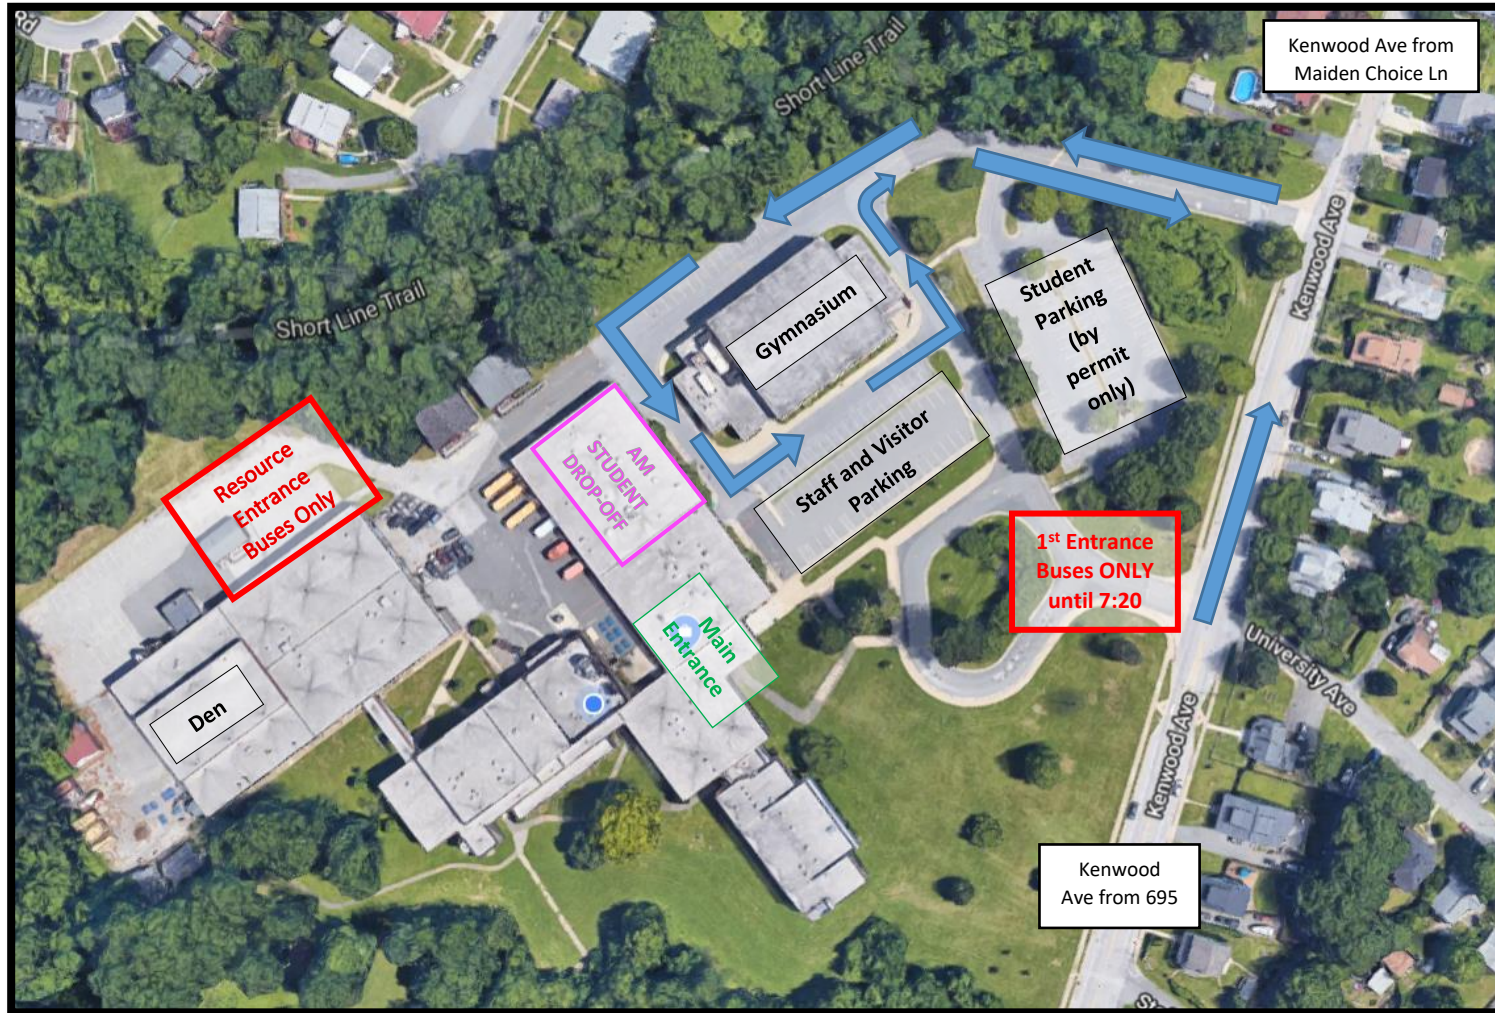 Rd
Short Line Trail
Kenwood Ave from
Maiden Choice Ln
Kenwood Ave
Short Line Trail
Gymnasium
Student
Parking
(by
permit
only)
Resource
Entrance
Buses Only
AM
STUDENT
DROP-OFF
Staff and Visitor
Parking
1st Entrance
Buses ONLY
until 7:20
Main
Entrance
University Ave
Den
Kenwood Ave
Kenwood
Ave from 695